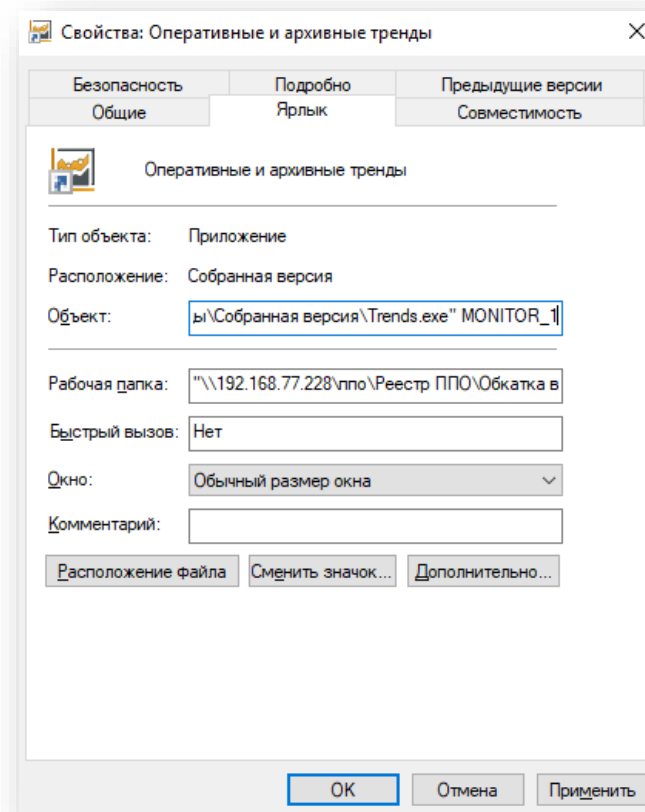 Свойства: Оперативные и архивные тренды
Безопасность Подробно Предыдущие версии
Общие Ярлык Совместимость
Оперативные и архивные тренды
Тип объекта: Приложение
Расположение: Собранная версия
Объект: ы\Собранная версия\Trends.exe" MONITOR_1
Рабочая папка: "\\192.168.77.228\ппо\Реестр ППО\Обкатка в
Быстрый вызов: Нет
Окно: Обычный размер окна
Комментарий:
Расположение файла Сменить значок... Дополнительно...
OK Отмена Применить